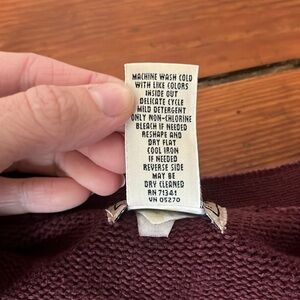 MACHINE WASH COLD
WITH LIKE COLORS
INSIDE OUT
DELICATE CYCLE
MILD DETERGENT
ONLY NON-CHLORINE
BLEACH IF NEEDED
RESHAPE AND
DRY FLAT
COOL IRON
IF NEEDED
REVERSE SIDE
MAY BE
DRY CLEANED
RN 71341
VN 05270